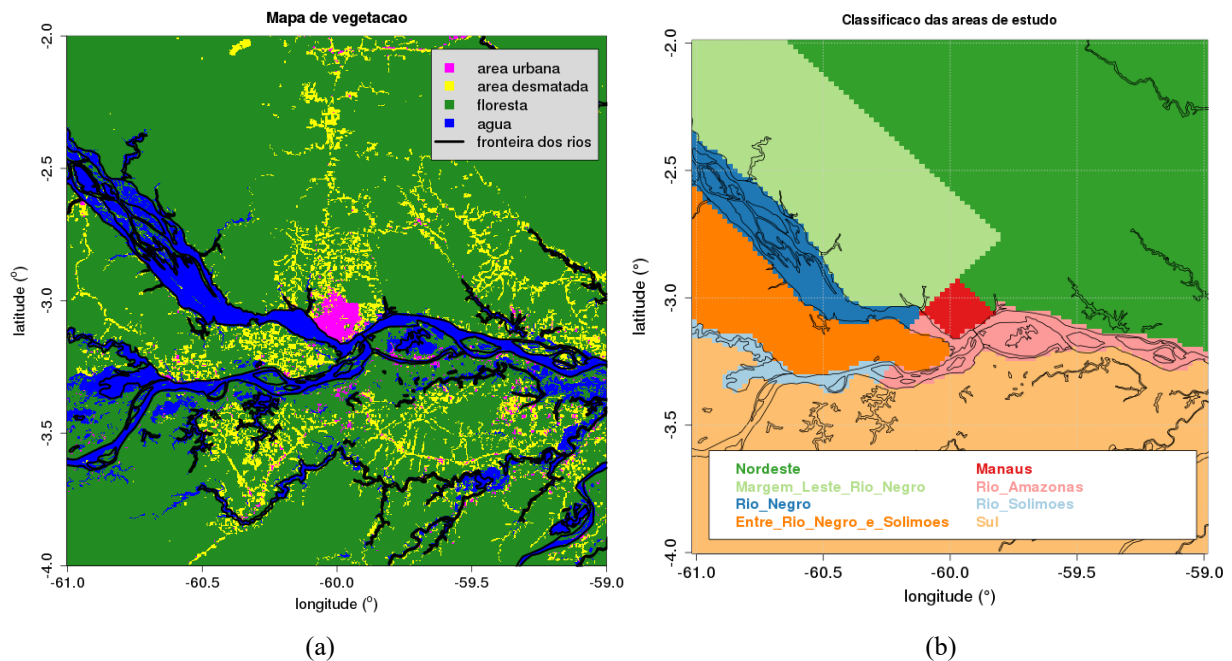 Mapa de vegetacao
area urbana
area desmatada
floresta
agua
fronteira dos rios
latitude (o)
-2.0
-2.5
-3.0
-3.5
-4.0
-61.0 -60.5 -60.0 -59.5 -59.0
longitude (o)
(a)
Classificaco das areas de estudo
latitude (°)
-2.0
-2.5
-3.0
-3.5
-4.0
Nordeste Manaus
Margem_Leste_Rio_Negro Rio_Amazonas
Rio_Negro Rio_Solimoes
Entre_Rio_Negro_e_Solimoes Sul
-61.0 -60.5 -60.0 -59.5 -59.0
longitude (°)
(b)